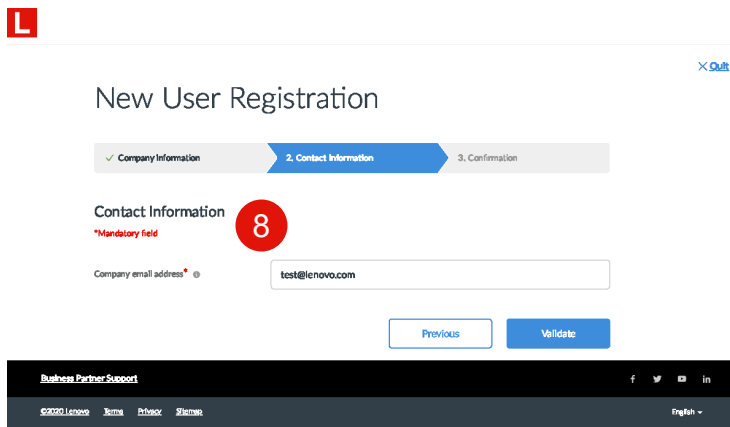 L
Quit
New User Registration
Company Information
2. Contact Information
3. Confirmation
Contact Information
8
*Mandatory field
Company email address*
test@lenovo.com
Previous
Validate
Business Partner Support
©2020 Lenovo Terms Privacy Sitemap
English